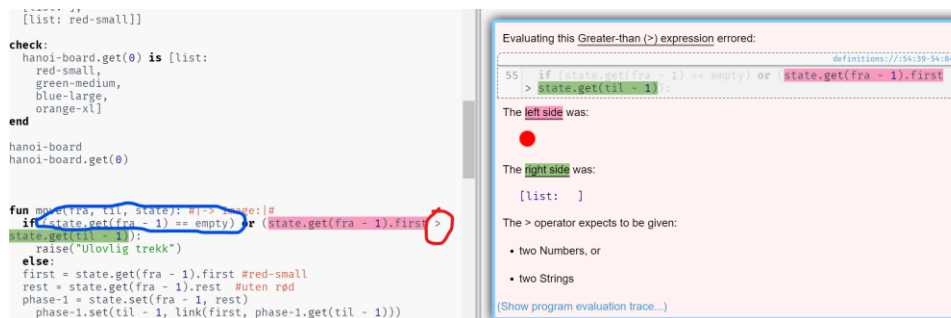 [list: ],
[list: red-small]]
check:
hanoi-board.get(0) is [list:
red-small,
green-medium,
blue-large,
orange-xl]
end
hanoi-board
hanoi-board.get(0)
fun move(fra, til, state): #|-> image:|#
if (state.get(fra - 1) == empty) or (state.get(fra - 1).first >
state.get(til - 1)):
raise("Ulovlig trekk")
else:
first = state.get(fra - 1).first #red-small
rest = state.get(fra - 1).rest #uten rød
phase-1 = state.set(fra - 1, rest)
phase-1.set(til - 1, link(first, phase-1.get(til - 1)))
Evaluating this Greater-than (>) expression errored:
definitions://:54:39-54:84
55 if (state.get(fra - 1) == empty) or (state.get(fra - 1).first
> state.get(til - 1)):
The left side was:
The right side was:
[list: ]
The > operator expects to be given:
• two Numbers, or
• two Strings
(Show program evaluation trace...)